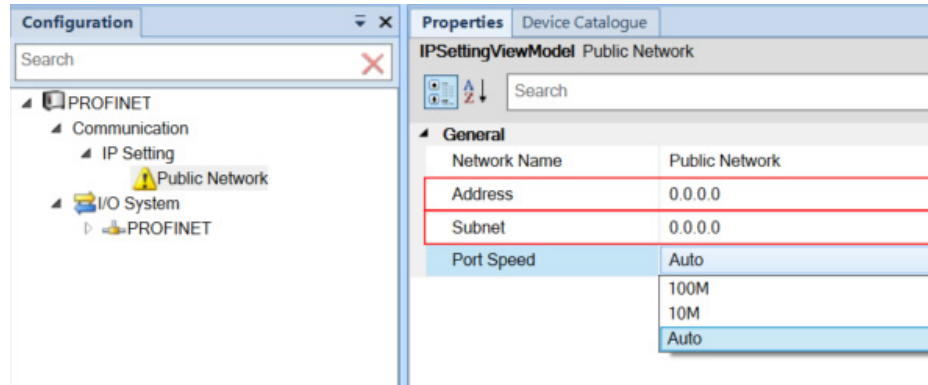 Configuration
Search
PROFINET
Communication
IP Setting
Public Network
I/O System
PROFINET
Properties Device Catalogue
IPSettingViewModel Public Network
Search
General
Network Name Public Network
Address 0.0.0.0
Subnet 0.0.0.0
Port Speed Auto
100M
10M
Auto